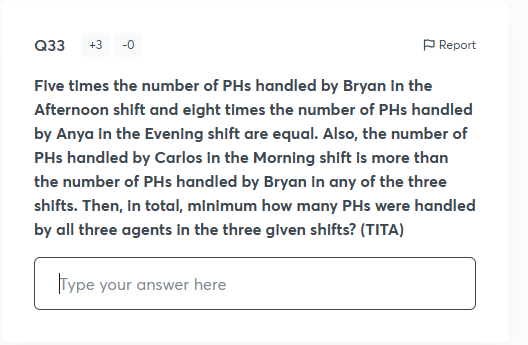 Q33 +3 -0 Report
Five times the number of PHs handled by Bryan in the
Afternoon shift and eight times the number of PHs handled
by Anya in the Evening shift are equal. Also, the number of
PHs handled by Carlos in the Morning shift is more than
the number of PHs handled by Bryan in any of the three
shifts. Then, in total, minimum how many PHs were handled
by all three agents in the three given shifts? (TITA)
Type your answer here